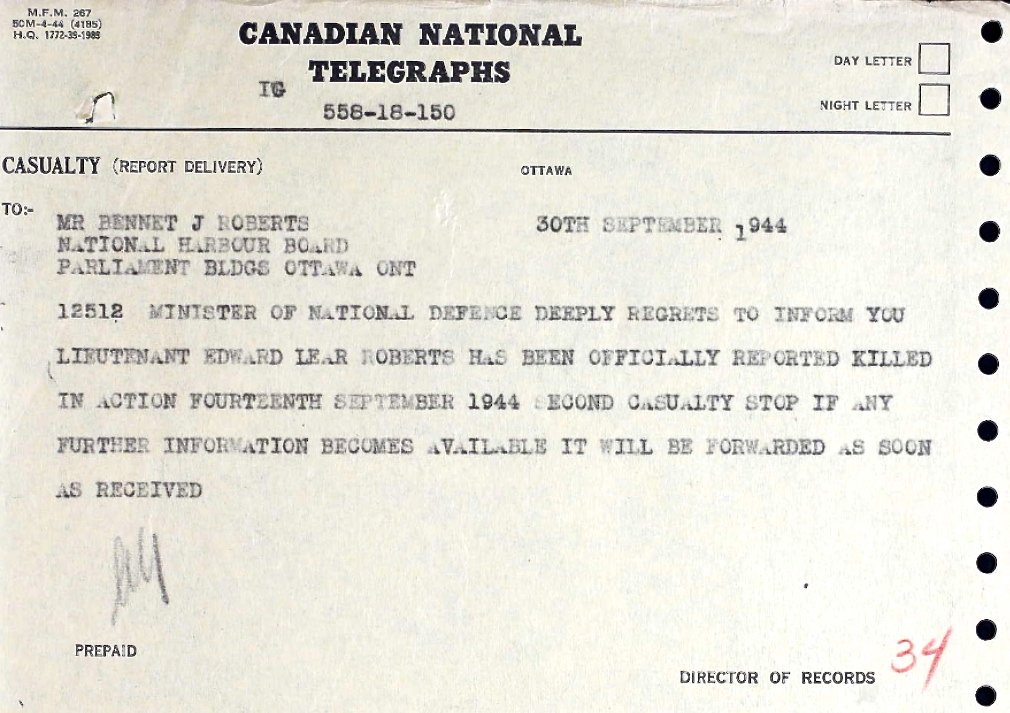 M.F.M. 267
50M-4-44 (4195)
H.Q. 1772-39-1989
CANADIAN NATIONAL
TELEGRAPHS
IG
558-18-150
DAY LETTER
NIGHT LETTER
CASUALTY (REPORT DELIVERY)
OTTAWA
TO:-
MR BENNET J ROBERTS
30TH SEPTEMBER 1944
NATIONAL HARBOUR BOARD
PARLIAMENT BLDGS OTTAWA ONT
12512 MINISTER OF NATIONAL DEFENCE DEEPLY REGRETS TO INFORM YOU
LIEUTENANT EDWARD LEAR ROBERTS HAS BEEN OFFICIALLY REPORTED KILLED
IN ACTION FOURTEENTH SEPTEMBER 1944 SECOND CASUALTY STOP IF ANY
FURTHER INFORMATION BECOMES AVAILABLE IT WILL BE FORWARDED AS SOON
AS RECEIVED
PREPAID
DIRECTOR OF RECORDS
34